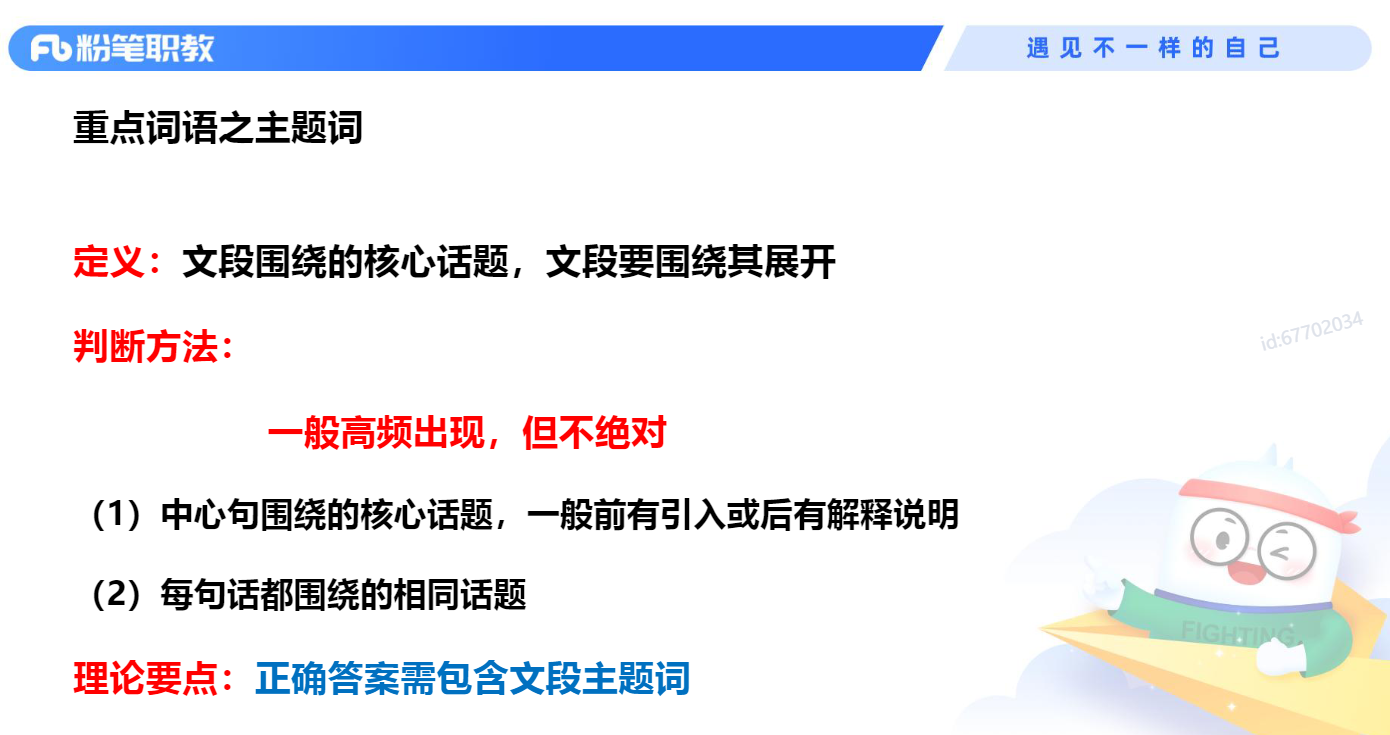 粉笔职教
遇见不一样的自己
重点词语之主题词
定义：文段围绕的核心话题，文段要围绕其展开
判断方法：
id:67702034
一般高频出现，但不绝对
（1）中心句围绕的核心话题，一般前有引入或后有解释说明
（2）每句话都围绕的相同话题
FIGHTING
理论要点：正确答案需包含文段主题词